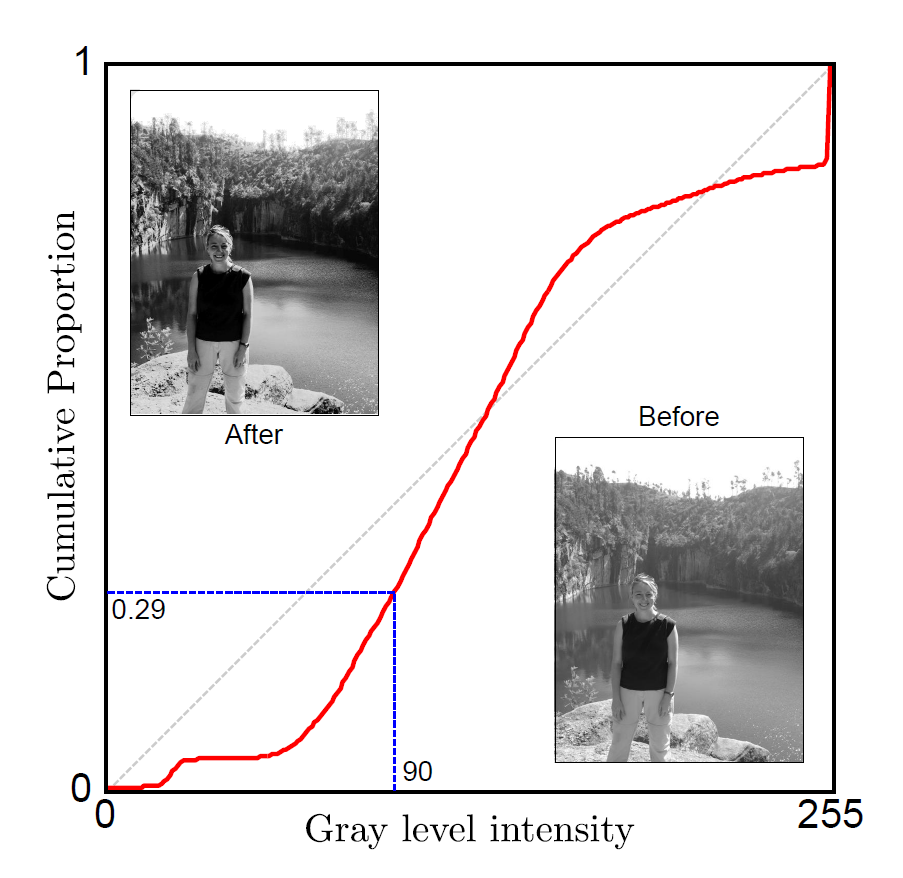 1
Cumulative Proportion
After
Before
0.29
90
0
0
255
Gray level intensity